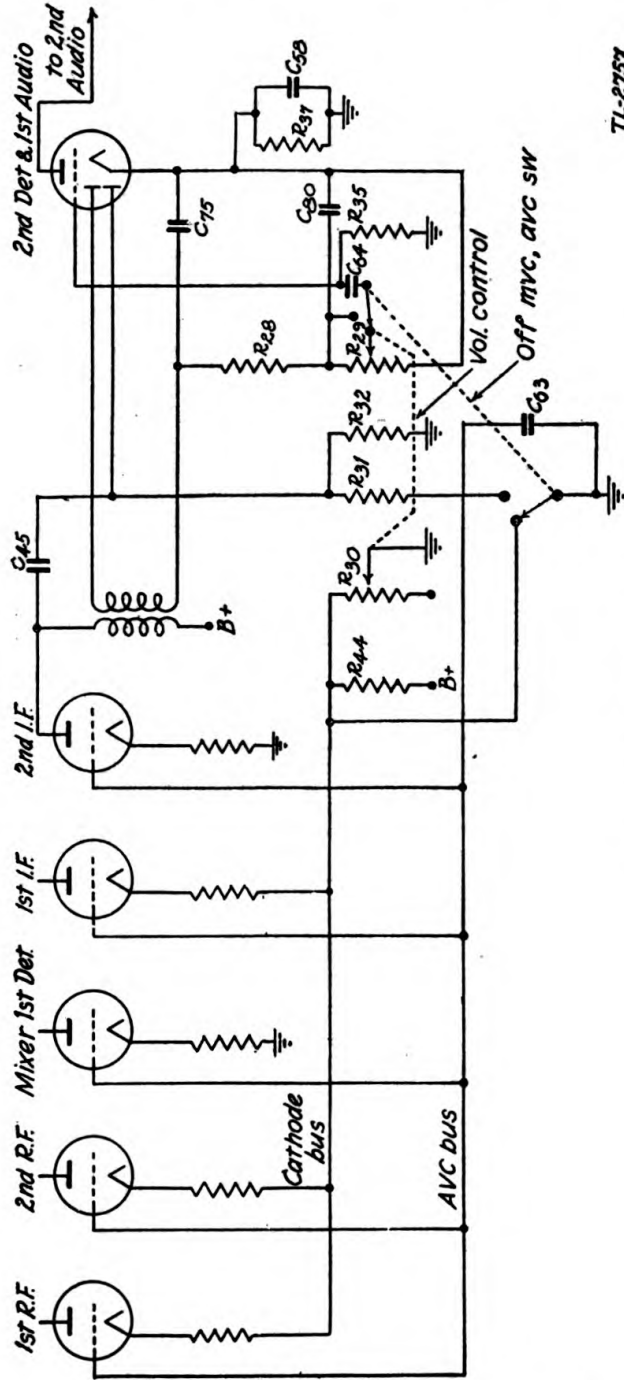 1st R.F.
2nd R.F.
Mixer 1st Det.
1st I.F.
2nd I.F.
2nd Det & 1st Audio
to 2nd
Audio
C45
B+
C75
C58
R37
C80
R28
C64
R35
R29
R32
R31
R30
R44
B+
Vol. control
Off mvc, avc sw
C63
Cathode
bus
AVC bus
TL-2757